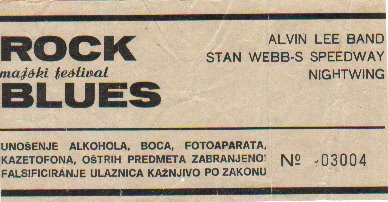 ROCK
majski festival
BLUES
ALVIN LEE BAND
STAN WEBB-S SPEEDWAY
NIGHTWING
UNOŠENJE ALKOHOLA, BOCA, FOTOAPARATA,
KAZETOFONA, OŠTRIH PREDMETA ZABRANJENO!
FALSIFICIRANJE ULAZNICA KAŽNJIVO PO ZAKONU
Nº -03004